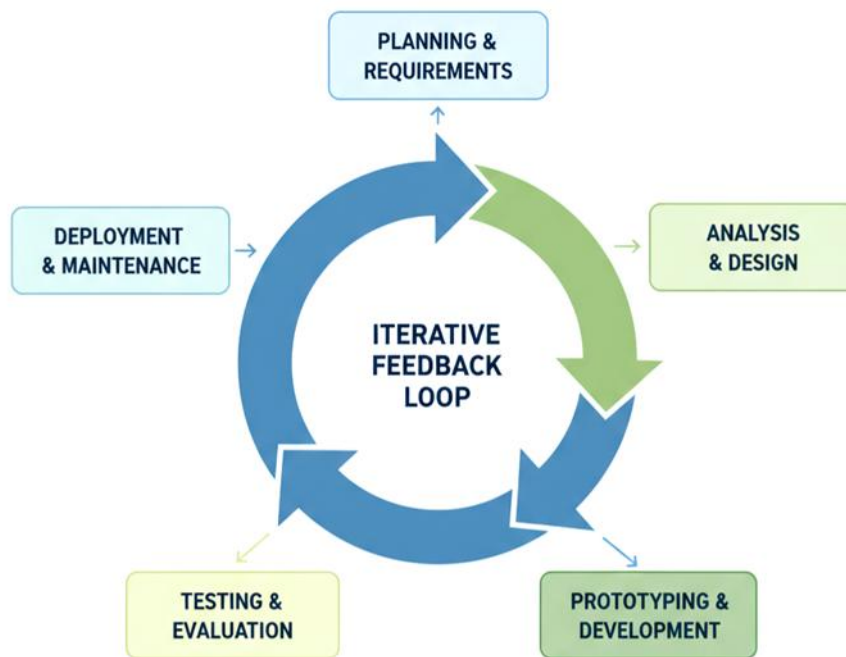 PLANNING &
REQUIREMENTS
ANALYSIS
& DESIGN
DEPLOYMENT
& MAINTENANCE
ITERATIVE
FEEDBACK
LOOP
TESTING &
EVALUATION
PROTOTYPING &
DEVELOPMENT